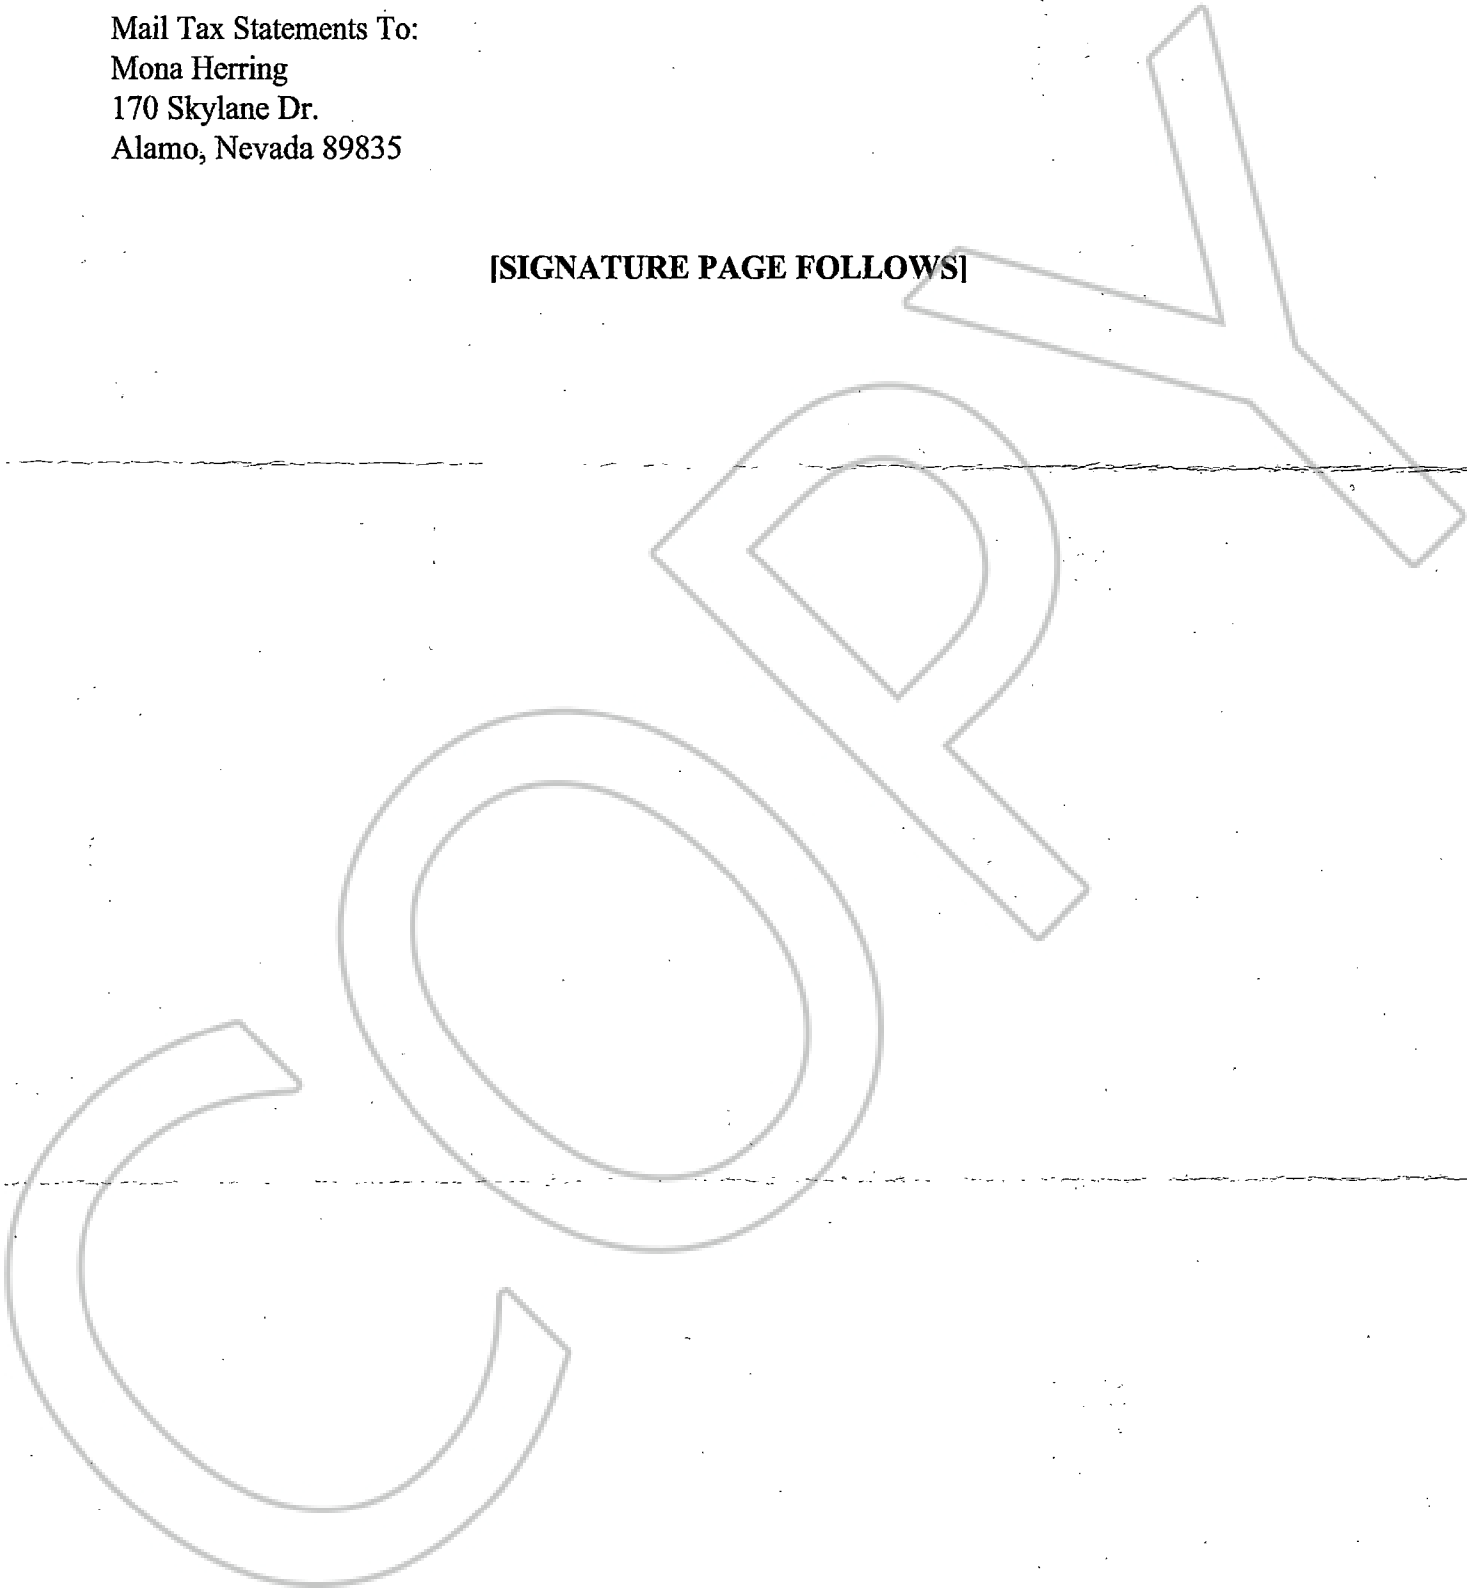 Mail Tax Statements To:
Mona Herring
170 Skylane Dr.
Alamo, Nevada 89835
[SIGNATURE PAGE FOLLOWS]
COPY